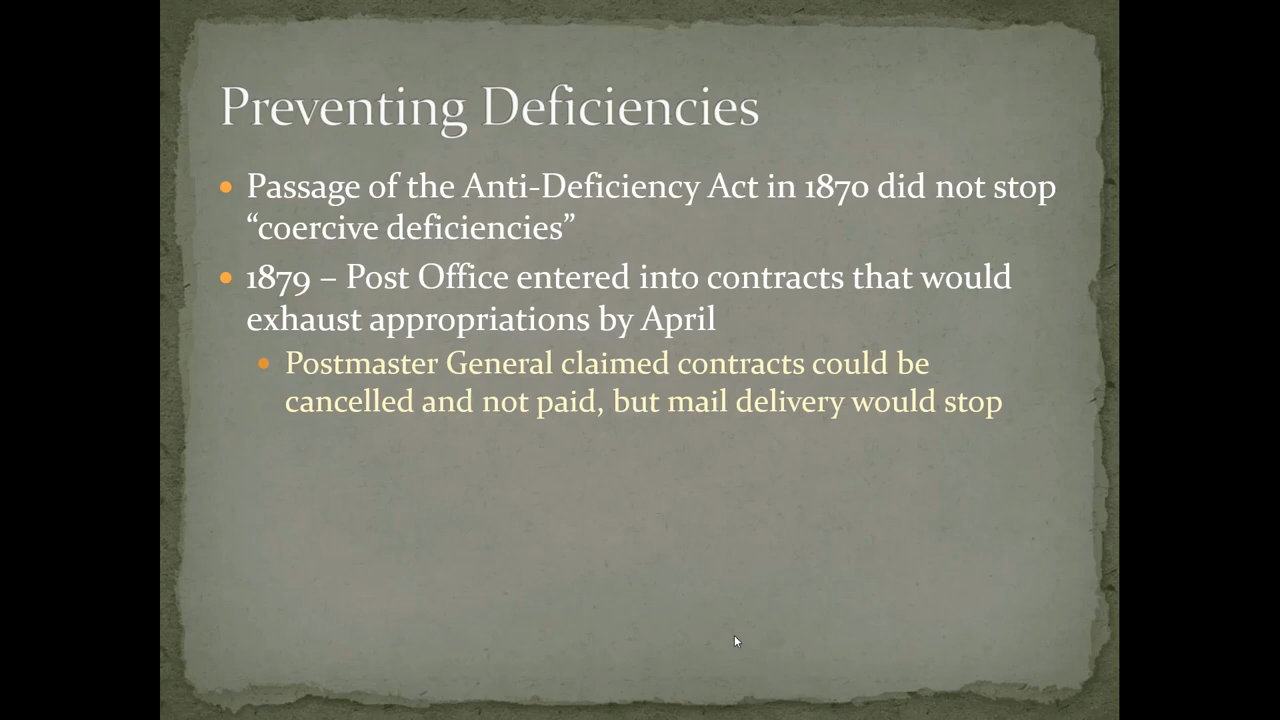 Preventing Deficiencies
• Passage of the Anti-Deficiency Act in 1870 did not stop
“coercive deficiencies”
• 1879 – Post Office entered into contracts that would
exhaust appropriations by April
• Postmaster General claimed contracts could be
cancelled and not paid, but mail delivery would stop